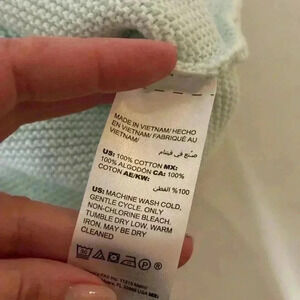 MADE IN VIETNAM/ HECHO
EN VIETNAM/ FABRIQUÉ AU
VIETNAM/
صنع في فيتنام
US: 100% COTTON MX:
100% ALGODÓN CA: 100%
COTON AE/KW:
100% القطن
US: MACHINE WASH COLD,
GENTLE CYCLE. ONLY
NON-CHLORINE BLEACH.
TUMBLE DRY LOW, WARM
IRON, MAY BE DRY
CLEANED